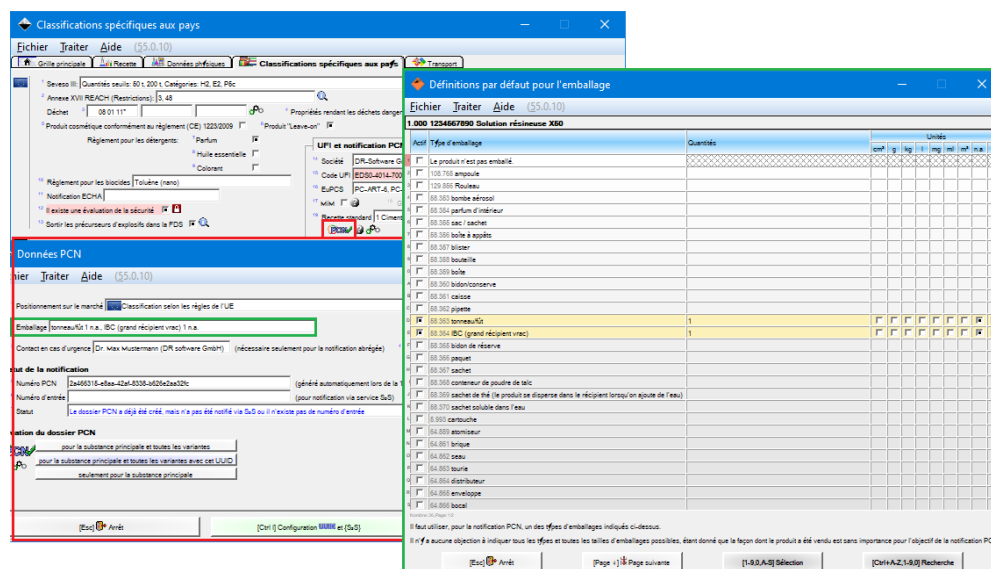 Classifications spécifiques aux pays
Fichier Traiter Aide (§5.0.10)
Grille principale Recette Données physiques Classifications spécifiques aux pays Transport
Seveso III: Quantités seuils: 50 t, 200 t, Catégories: H2, E2, P5c
Annexe XVII REACH (Restrictions): 3, 48
Déchet 08 01 11* Propriétés rendant les déchets danger
Produit cosmétique conformément au règlement (CE) 1223/2009 Produit "Leave-on"
Règlement pour les détergents: Parfum
Huile essentielle
Colorant
UFI et notification PCN
Société DR-Software G
Code UFI EDS0-4014-700
EuPCS PC-ART-6, PC-
MiM
Recette standard 1 Ciment
PCN
Règlement pour les biocides Toluène (nano)
Notification ECHA
Il existe une évaluation de la sécurité
Sortir les précurseurs d'explosifs dans la FDS
Données PCN
hier Traiter Aide (§5.0.10)
Positionnement sur le marché Classification selon les règles de l'UE
Emballage tonneau/fût 1 n.a., IBC (grand récipient vrac) 1 n.a.
Contact en cas d'urgence Dr. Max Mustermann (DR software GmbH) (nécessaire seulement pour la notification abrégée)
tut de la notification
Numéro PCN (généré automatiquement lors de la 1
Numéro d'entrée (pour notification via service S2S)
Statut Le dossier PCN a déjà été créé, mais n'a pas été notifié via S2S ou il n'existe pas de numéro d'entrée
ation du dossier PCN
pour la substance principale et toutes les variantes
pour la substance principale et toutes les variantes avec cet UUID
seulement pour la substance principale
[Esc] Arrêt
[Ctrl I] Configuration UUID et (S2S)
Définitions par défaut pour l'emballage
Fichier Traiter Aide (§5.0.10)
1.000 1234567890 Solution résineuse X50
Actif Type d'emballage Quantités Unités
cm³ g kg l mg ml m³ n.a.
Le produit n'est pas emballé.
108.768 ampoule
129.866 Rouleau
58.383 bombe aérosol
58.384 parfum d'intérieur
58.385 sac / sachet
58.386 boîte à appâts
58.387 blister
58.388 bouteille
58.389 boîte
58.360 bidon/conserve
58.361 caisse
58.362 pipette
58.363 tonneau/fût 1
58.364 IBC (grand récipient vrac) 1
58.365 bidon de réserve
58.366 paquet
58.367 sachet
58.368 conteneur de poudre de talc
58.369 sachet de thé (le produit se disperse dans le récipient lorsqu'on ajoute de l'eau)
58.370 sachet soluble dans l'eau
8.993 cartouche
64.889 atomiseur
64.861 brique
64.862 seau
64.863 tourie
64.864 distributeur
64.865 enveloppe
64.866 bocal
Il faut utiliser, pour la notification PCN, un des types d'emballages indiqués ci-dessus.
Il n'y a aucune objection à indiquer tous les types et toutes les tailles d'emballages possibles, étant donné que la façon dont le produit a été vendu est sans importance pour l'objectif de la notification PC
[Esc] Arrêt
[Page ↓] Page suivante
[1-9,0,A-S] Sélection
[Ctrl+A-Z,1-9,0] Recherche